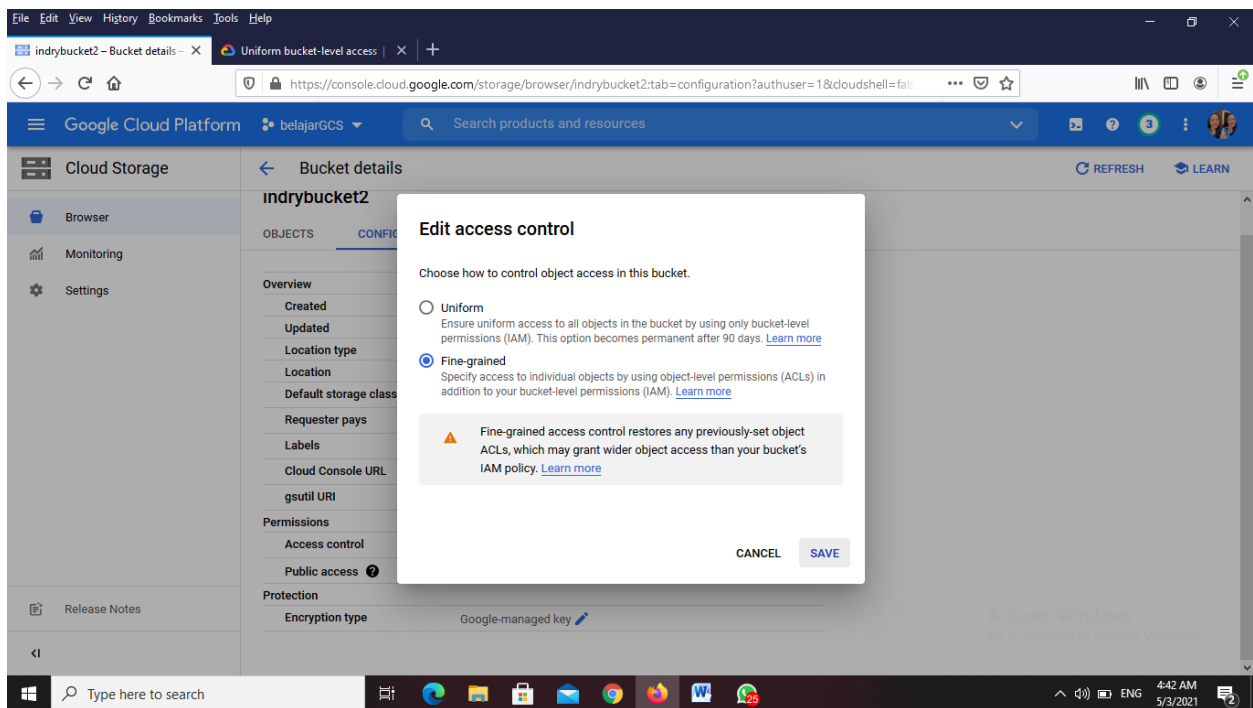 File Edit View History Bookmarks Tools Help
indrybucket2 – Bucket details –
Uniform bucket-level access |
https://console.cloud.google.com/storage/browser/indrybucket2;tab=configuration?authuser=1&cloudshell=fals
Google Cloud Platform
belajarGCS
Search products and resources
3
Cloud Storage
Bucket details
REFRESH
LEARN
Browser
Monitoring
Settings
Release Notes
indrybucket2
OBJECTS
CONFIG
Overview
Created
Updated
Location type
Location
Default storage class
Requester pays
Labels
Cloud Console URL
gsutil URI
Permissions
Access control
Public access ?
Protection
Encryption type Google-managed key
Edit access control
Choose how to control object access in this bucket.
Uniform
Ensure uniform access to all objects in the bucket by using only bucket-level
permissions (IAM). This option becomes permanent after 90 days. Learn more
Fine-grained
Specify access to individual objects by using object-level permissions (ACLs) in
addition to your bucket-level permissions (IAM). Learn more
Fine-grained access control restores any previously-set object
ACLs, which may grant wider object access than your bucket's
IAM policy. Learn more
CANCEL SAVE
Activate Windows
Go to Settings to activate Windows.
Type here to search
25
ENG
4:42 AM
5/3/2021
2